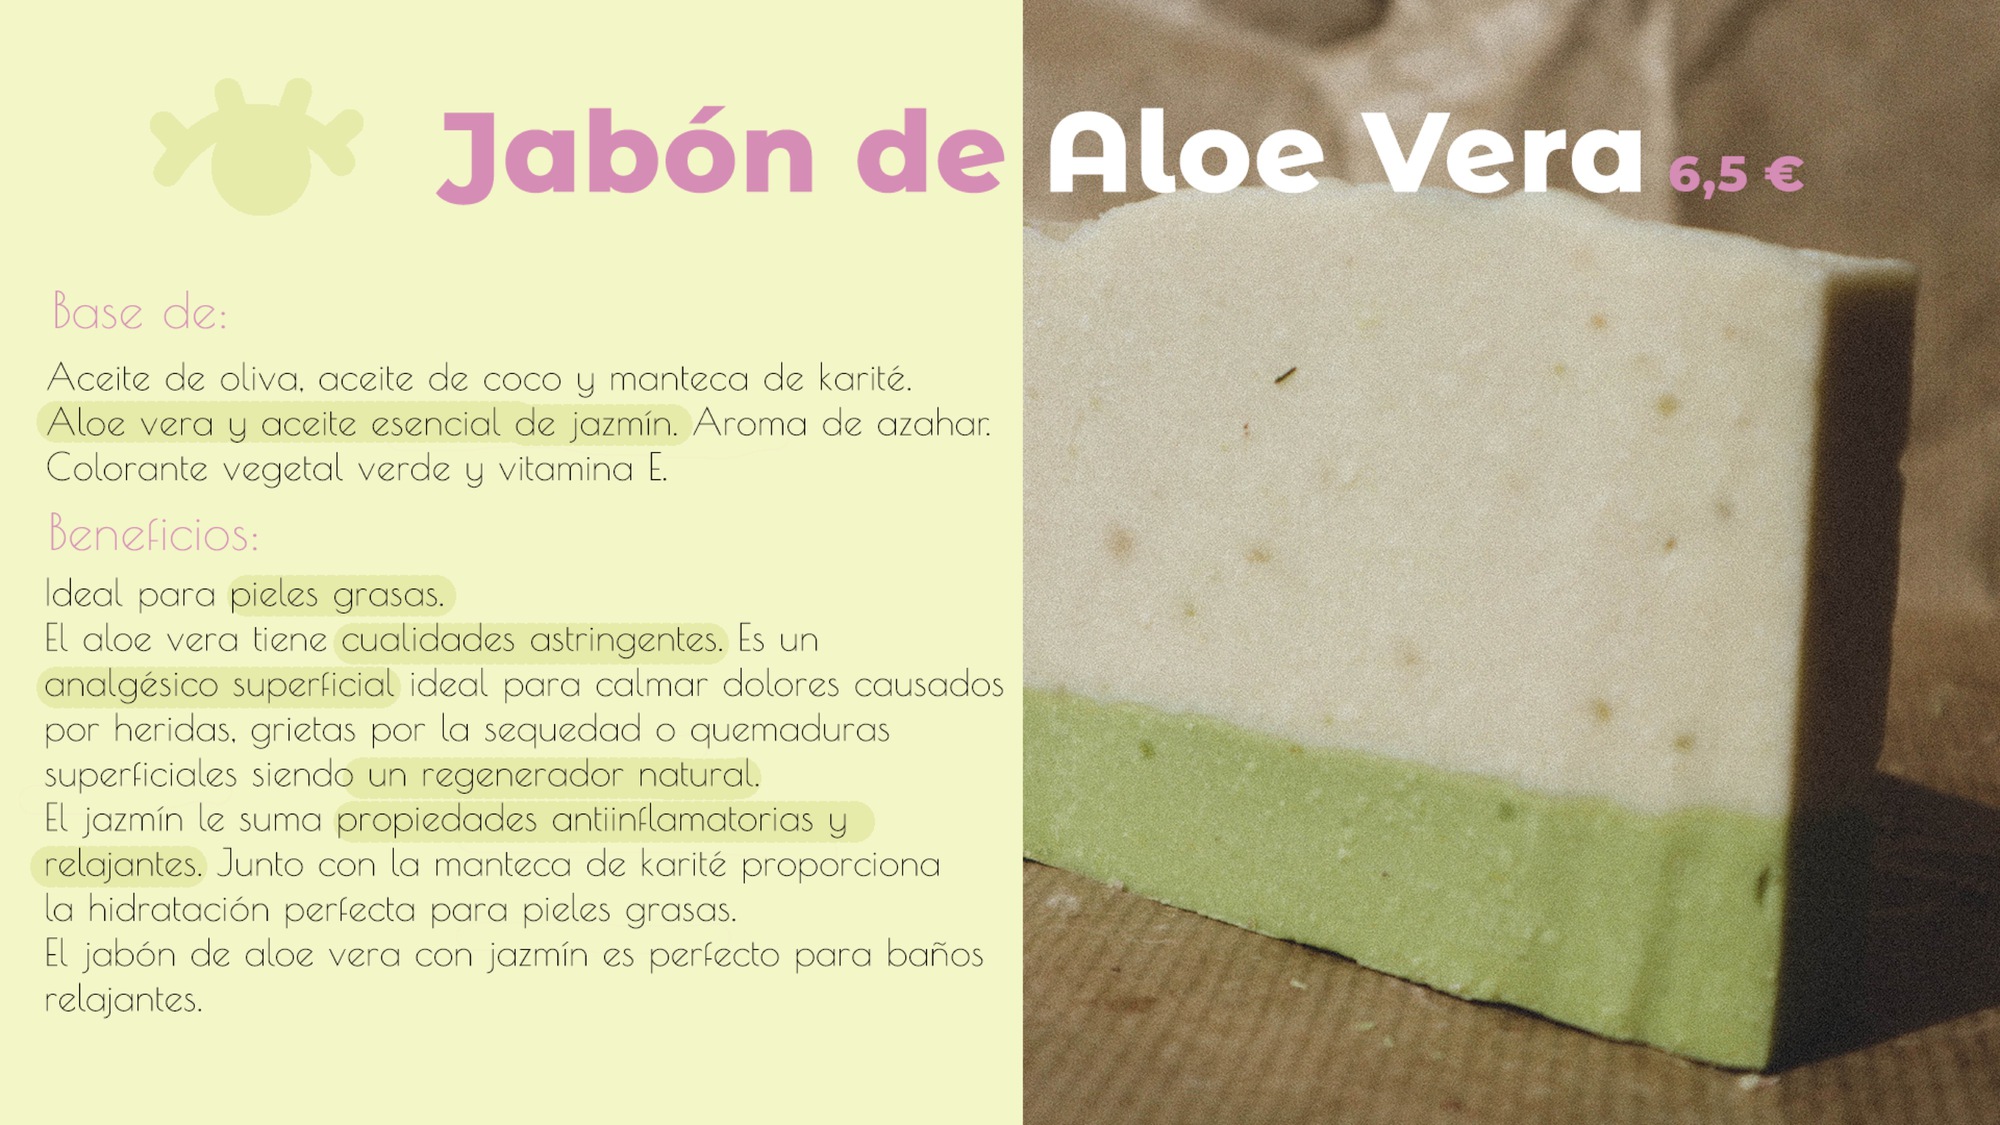 Jabón de Aloe Vera 6,5 €
Base de:
Aceite de oliva, aceite de coco y manteca de karité.
Aloe vera y aceite esencial de jazmín. Aroma de azahar.
Colorante vegetal verde y vitamina E.
Beneficios:
Ideal para pieles grasas.
El aloe vera tiene cualidades astringentes. Es un
analgésico superficial ideal para calmar dolores causados
por heridas, grietas por la sequedad o quemaduras
superficiales siendo un regenerador natural.
El jazmín le suma propiedades antiinflamatorias y
relajantes. Junto con la manteca de karité proporciona
la hidratación perfecta para pieles grasas.
El jabón de aloe vera con jazmín es perfecto para baños
relajantes.